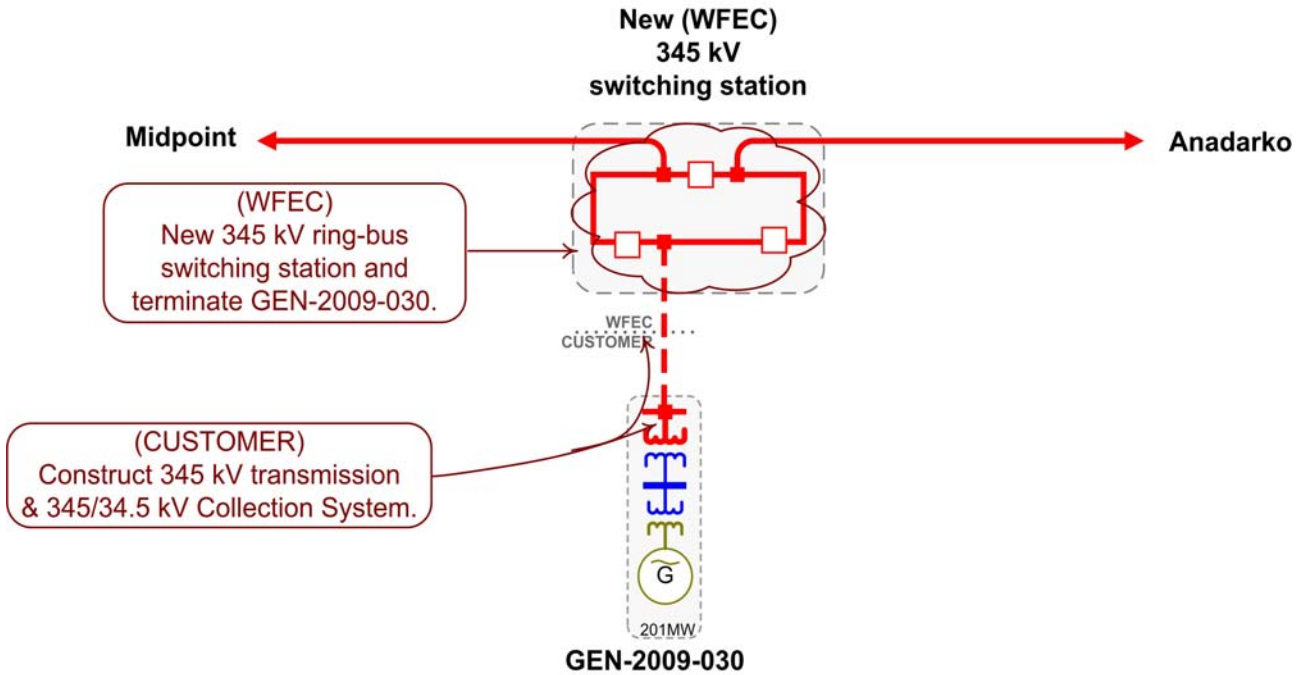 New (WFEC)
345 kV
switching station
Midpoint
Anadarko
(WFEC)
New 345 kV ring-bus
switching station and
terminate GEN-2009-030.
WFEC
CUSTOMER
(CUSTOMER)
Construct 345 kV transmission
& 345/34.5 kV Collection System.
G
201MW
GEN-2009-030